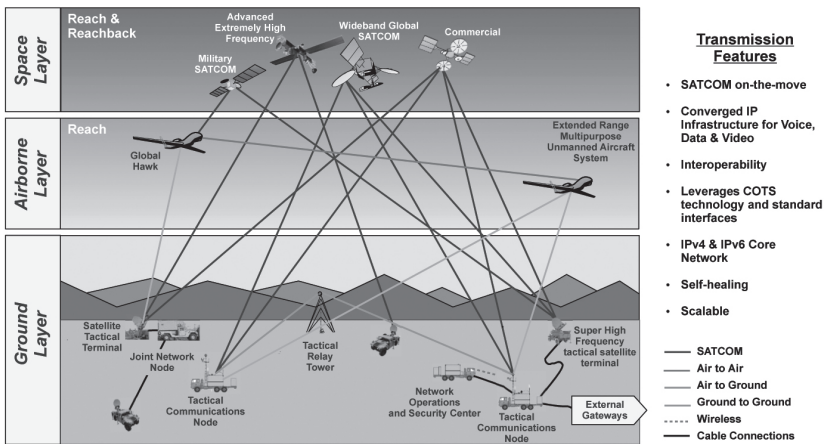 Space
Layer
Reach &
Reachback
Advanced
Extremely High
Frequency
Military
SATCOM
Wideband Global
SATCOM
Commercial
Airborne
Layer
Reach
Global
Hawk
Extended Range
Multipurpose
Unmanned Aircraft
System
Ground
Layer
Satellite
Tactical
Terminal
Joint Network
Node
Tactical
Communications
Node
Tactical
Relay
Tower
Network
Operations
and Security Center
Tactical
Communications
Node
Super High
Frequency
tactical satellite
terminal
External
Gateways
Transmission
Features
• SATCOM on-the-move
• Converged IP
Infrastructure for Voice,
Data & Video
• Interoperability
• Leverages COTS
technology and standard
interfaces
• IPv4 & IPv6 Core
Network
• Self-healing
• Scalable
SATCOM
Air to Air
Air to Ground
Ground to Ground
Wireless
Cable Connections